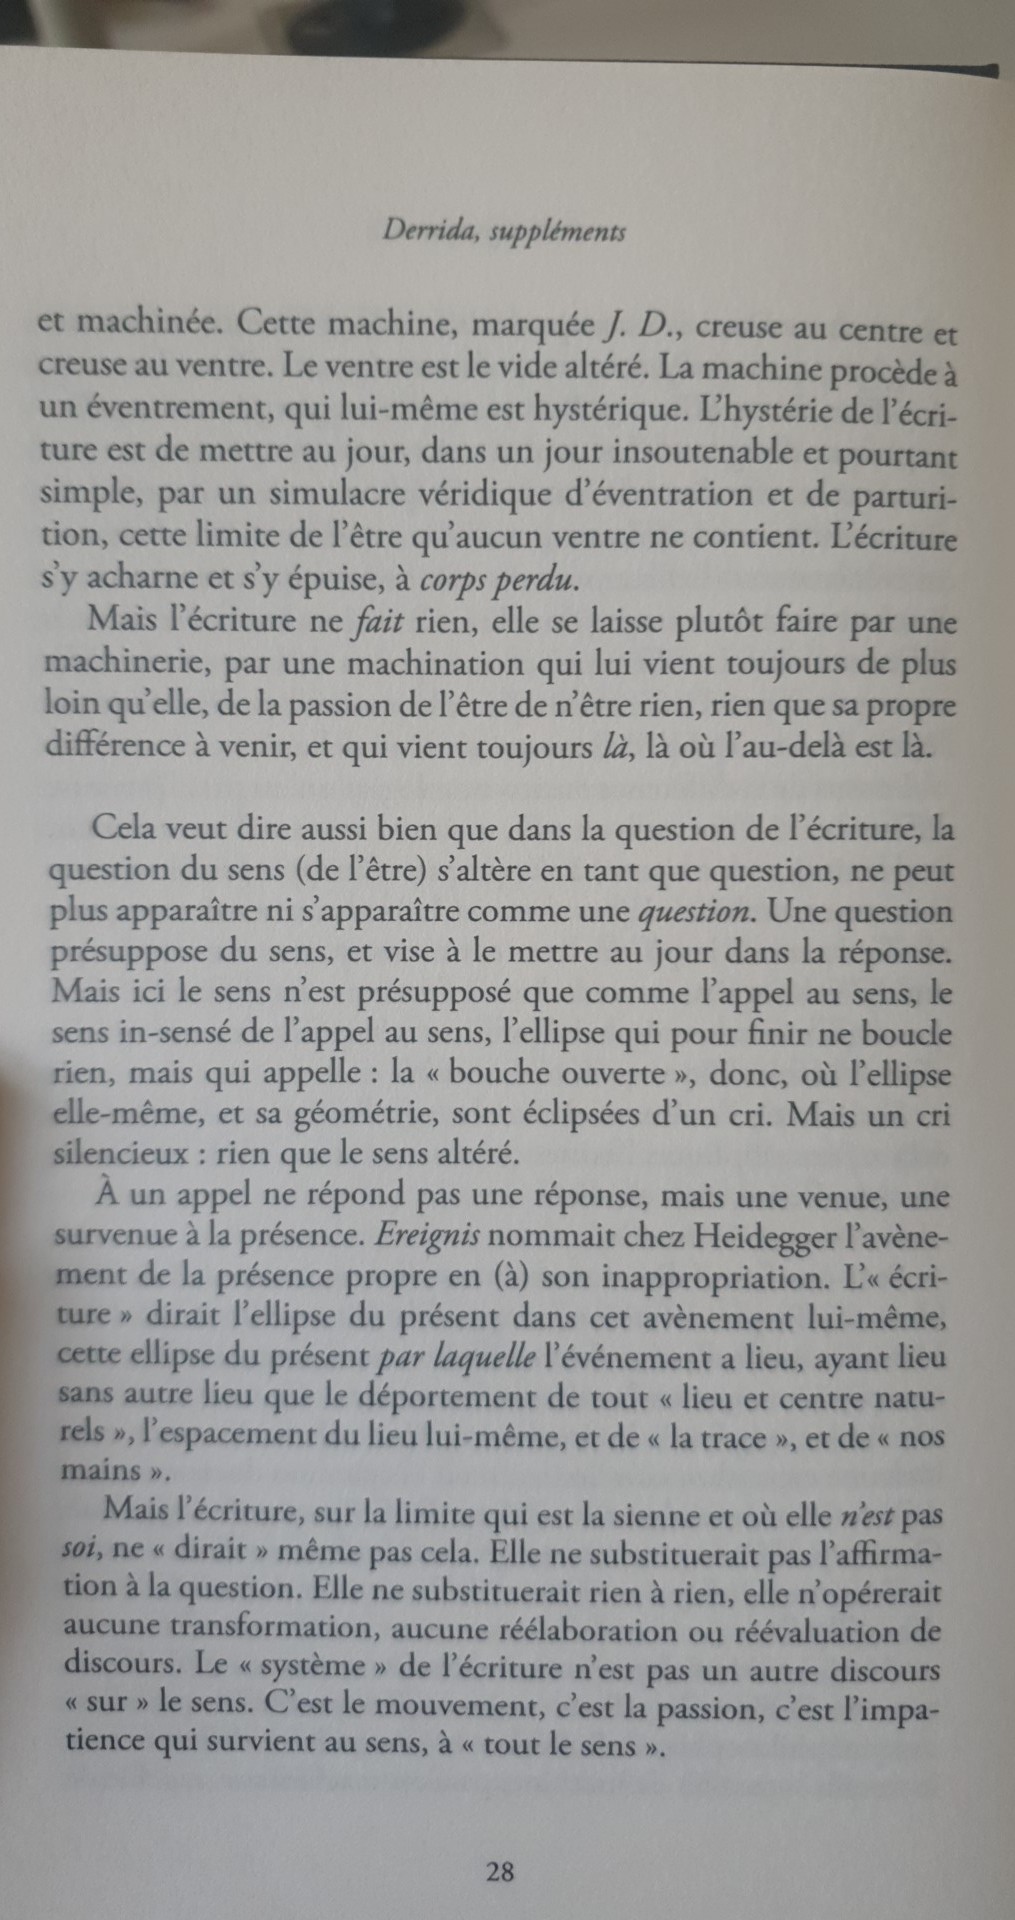 Derrida, suppléments
et machinée. Cette machine, marquée J. D., creuse au centre et
creuse au ventre. Le ventre est le vide altéré. La machine procède à
un éventrement, qui lui-même est hystérique. L'hystérie de l'écri-
ture est de mettre au jour, dans un jour insoutenable et pourtant
simple, par un simulacre véridique d'éventration et de parturi-
tion, cette limite de l'être qu'aucun ventre ne contient. L'écriture
s'y acharne et s'y épuise, à corps perdu.
Mais l'écriture ne fait rien, elle se laisse plutôt faire par une
machinerie, par une machination qui lui vient toujours de plus
loin qu'elle, de la passion de l'être de n'être rien, rien que sa propre
différence à venir, et qui vient toujours là, là où l'au-delà est là.
Cela veut dire aussi bien que dans la question de l'écriture, la
question du sens (de l'être) s'altère en tant que question, ne peut
plus apparaître ni s'apparaître comme une question. Une question
présuppose du sens, et vise à le mettre au jour dans la réponse.
Mais ici le sens n'est présupposé que comme l'appel au sens, le
sens in-sensé de l'appel au sens, l'ellipse qui pour finir ne boucle
rien, mais qui appelle : la « bouche ouverte », donc, où l'ellipse
elle-même, et sa géométrie, sont éclipsées d'un cri. Mais un cri
silencieux : rien que le sens altéré.
À un appel ne répond pas une réponse, mais une venue, une
survenue à la présence. Ereignis nommait chez Heidegger l'avène-
ment de la présence propre en (à) son inappropriation. L'« écri-
ture » dirait l'ellipse du présent dans cet avènement lui-même,
cette ellipse du présent par laquelle l'événement a lieu, ayant lieu
sans autre lieu que le déportement de tout « lieu et centre natu-
rels », l'espacement du lieu lui-même, et de « la trace », et de « nos
mains ».
Mais l'écriture, sur la limite qui est la sienne et où elle n'est pas
soi, ne « dirait » même pas cela. Elle ne substituerait pas l'affirma-
tion à la question. Elle ne substituerait rien à rien, elle n'opérerait
aucune transformation, aucune réélaboration ou réévaluation de
discours. Le « système » de l'écriture n'est pas un autre discours
« sur » le sens. C'est le mouvement, c'est la passion, c'est l'impa-
tience qui survient au sens, à « tout le sens ».
28